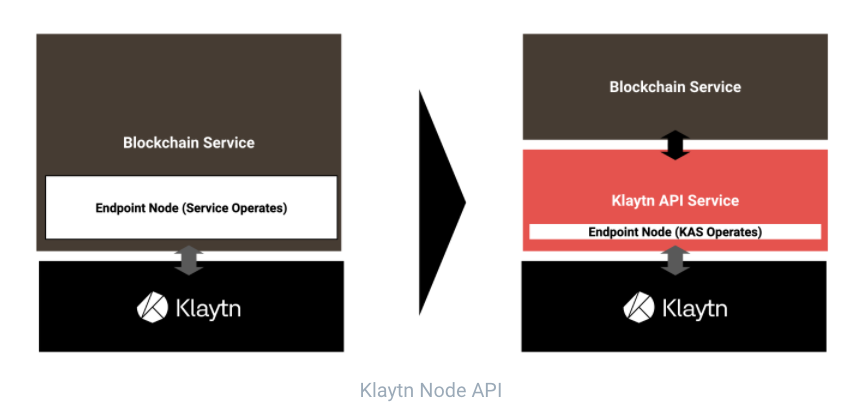 Blockchain Service
Endpoint Node (Service Operates)
Klaytn
Blockchain Service
Klaytn API Service
Endpoint Node (KAS Operates)
Klaytn
Klaytn Node API